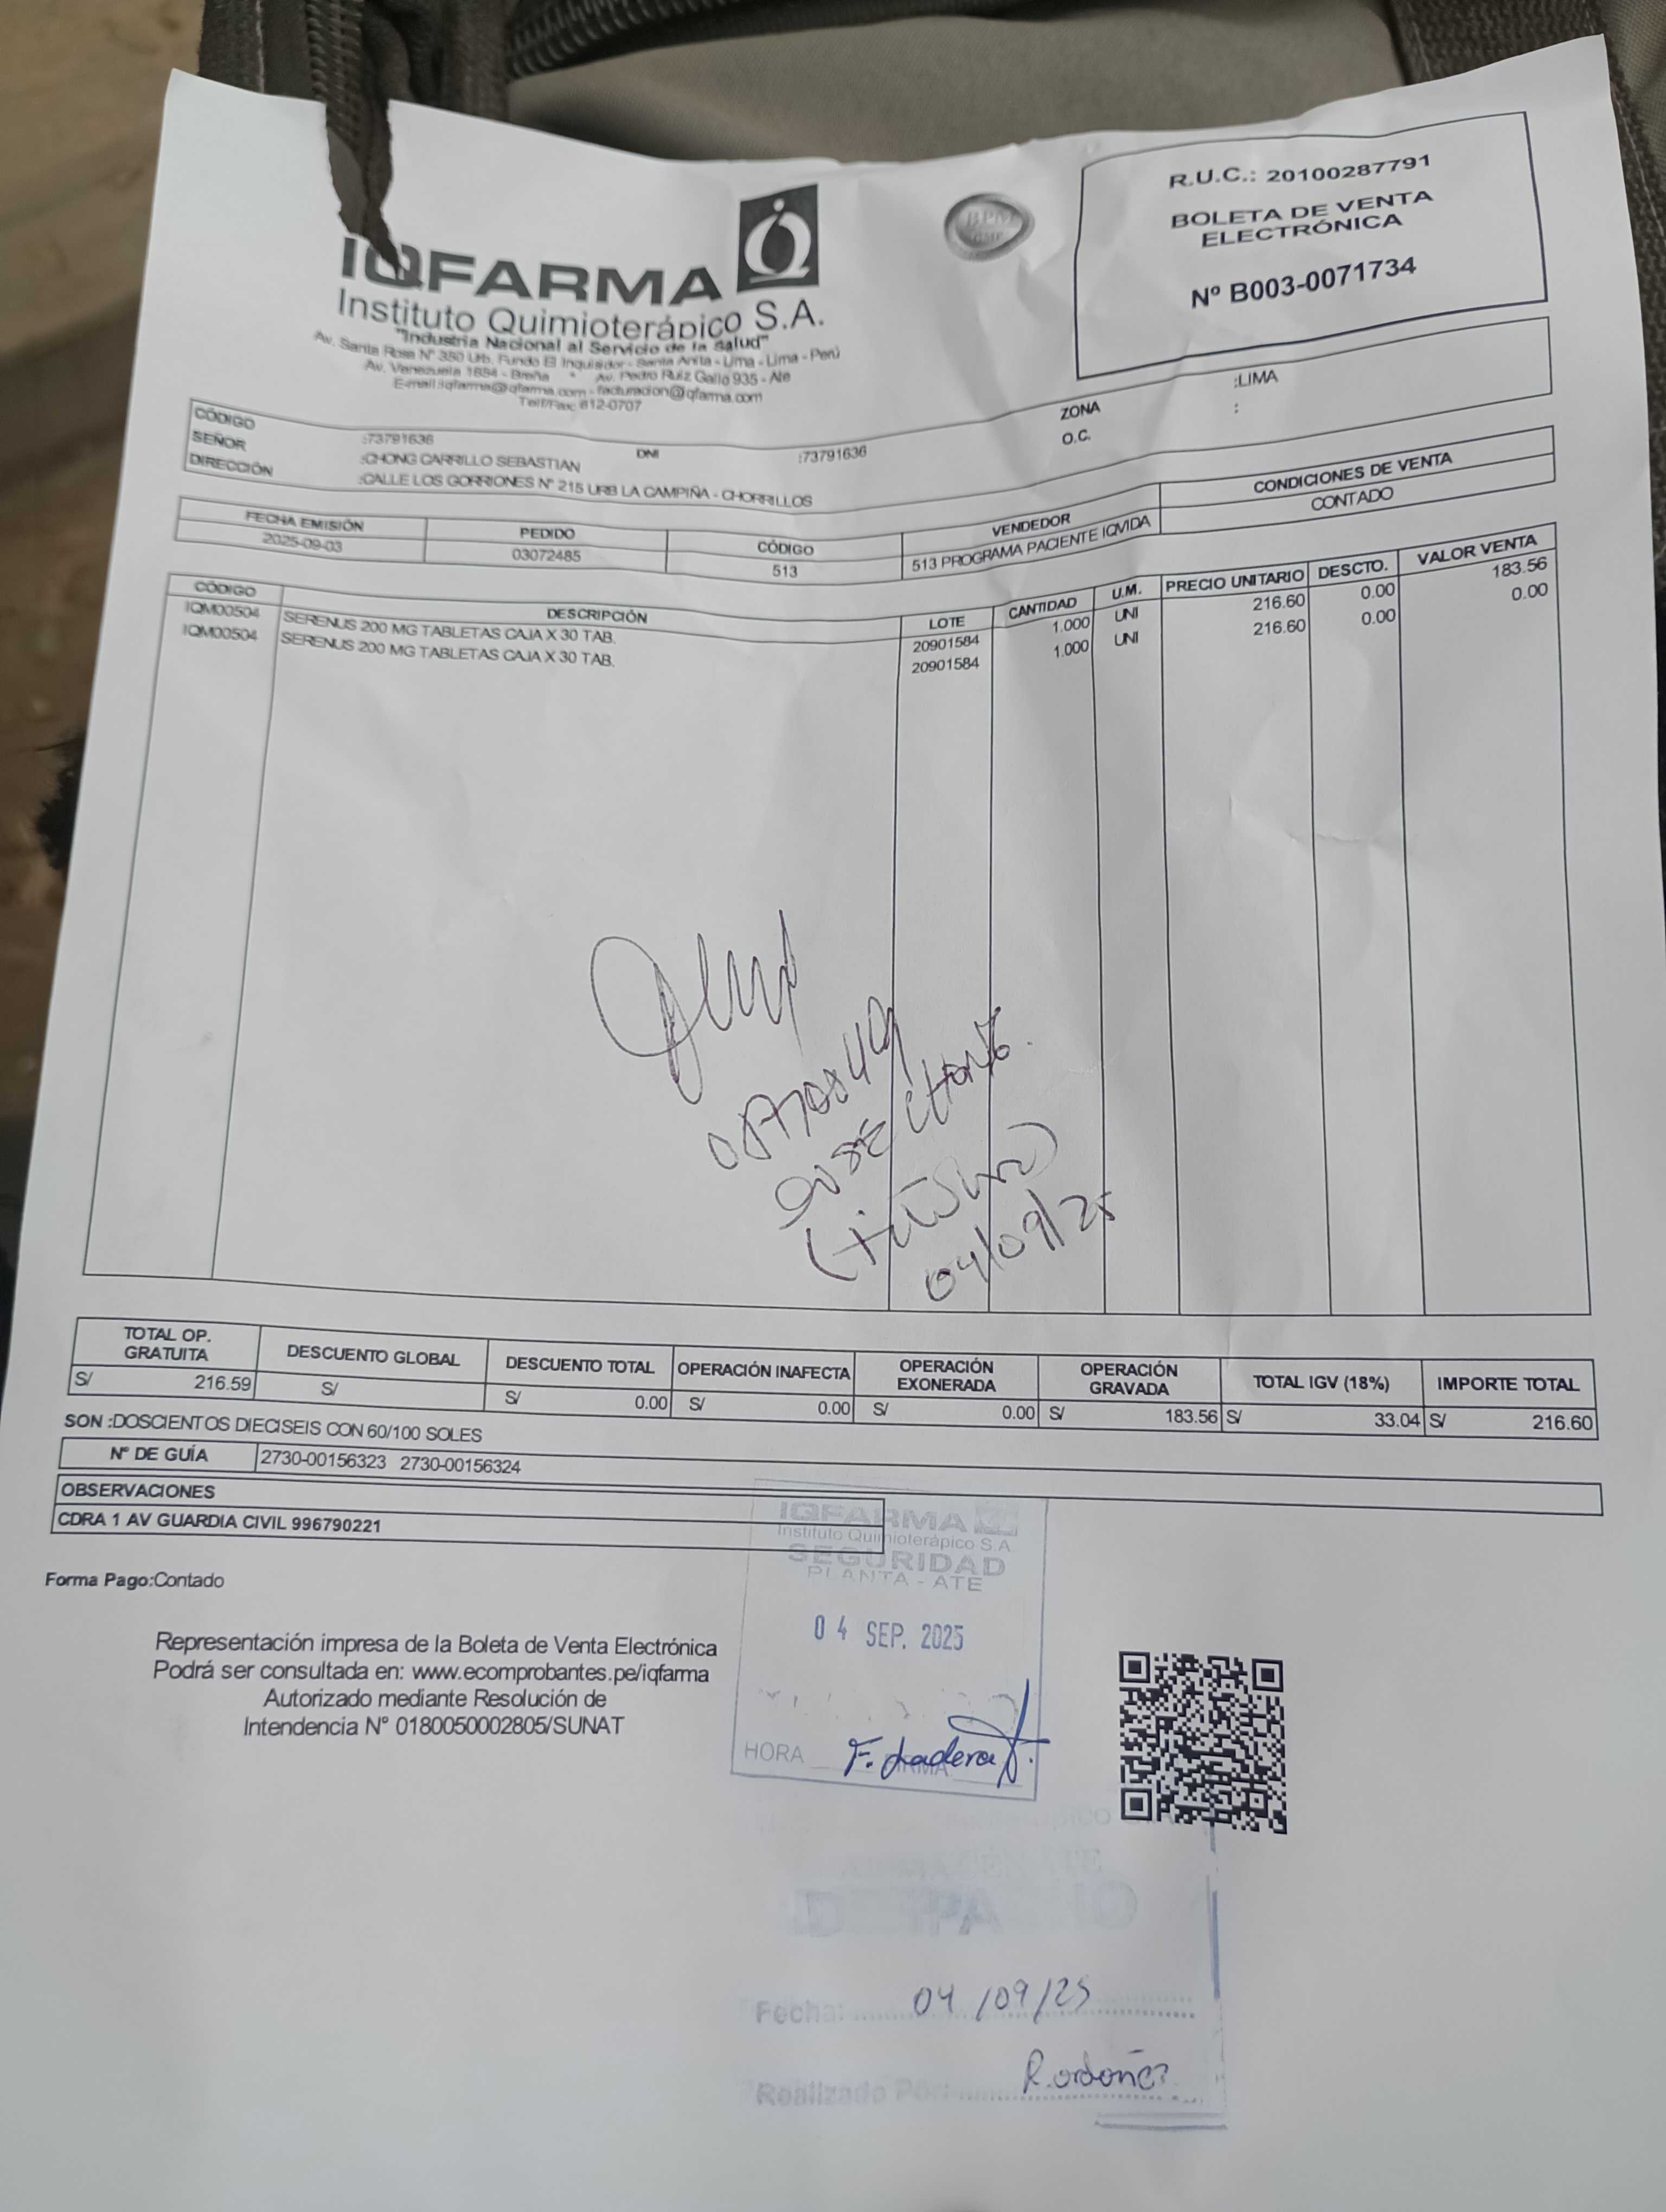 IQFARMA
Instituto Quimioterápico S.A.
"Industria Nacional al Servicio de la Salud"
Av. Santa Rosa N° 350 Urb. Fundo El Inquisidor - Santa Anita - Lima - Lima - Perú
Av. Venezuela 1884 - Breña * Av. Pedro Ruiz Gallo 935 - Ate
E-mail:iqfarma@iqfarma.com - facturacion@iqfarma.com
Telf/Fax: 612-0707
BPM
GMP
R.U.C.: 20100287791
BOLETA DE VENTA
ELECTRÓNICA
Nº B003-0071734
CÓDIGO :73791636 DNI :73791636
SEÑOR :CHONG CARRILLO SEBASTIAN
DIRECCIÓN :CALLE LOS GORRIONES N° 215 URB LA CAMPIÑA - CHORRILLOS
ZONA :LIMA
O.C. :
FECHA EMISIÓN PEDIDO CÓDIGO VENDEDOR CONDICIONES DE VENTA
2025-09-03 03072485 513 513 PROGRAMA PACIENTE IQVIDA CONTADO
CÓDIGO DESCRIPCIÓN LOTE CANTIDAD U.M. PRECIO UNITARIO DESCTO. VALOR VENTA
IQM00504 SERENUS 200 MG TABLETAS CAJA X 30 TAB. 20901584 1.000 UNI 216.60 0.00 183.56
IQM00504 SERENUS 200 MG TABLETAS CAJA X 30 TAB. 20901584 1.000 UNI 216.60 0.00 0.00
JOSE CHONG.
04/09/25
TOTAL OP. GRATUITA DESCUENTO GLOBAL DESCUENTO TOTAL OPERACIÓN INAFECTA OPERACIÓN EXONERADA OPERACIÓN GRAVADA TOTAL IGV (18%) IMPORTE TOTAL
S/ 216.59 S/ S/ 0.00 S/ 0.00 S/ 0.00 S/ 183.56 S/ 33.04 S/ 216.60
SON :DOSCIENTOS DIECISEIS CON 60/100 SOLES
N° DE GUÍA 2730-00156323 2730-00156324
OBSERVACIONES
CDRA 1 AV GUARDIA CIVIL 996790221
Forma Pago:Contado
IQFARMA
Instituto Quimioterápico S.A.
SEGURIDAD
PLANTA - ATE
04 SEP. 2025
HORA FIRMA
F. Ladera
Representación impresa de la Boleta de Venta Electrónica
Podrá ser consultada en: www.ecomprobantes.pe/iqfarma
Autorizado mediante Resolución de
Intendencia N° 0180050002805/SUNAT
Fecha: 04/09/25
Realizado Por: R. ordoñez